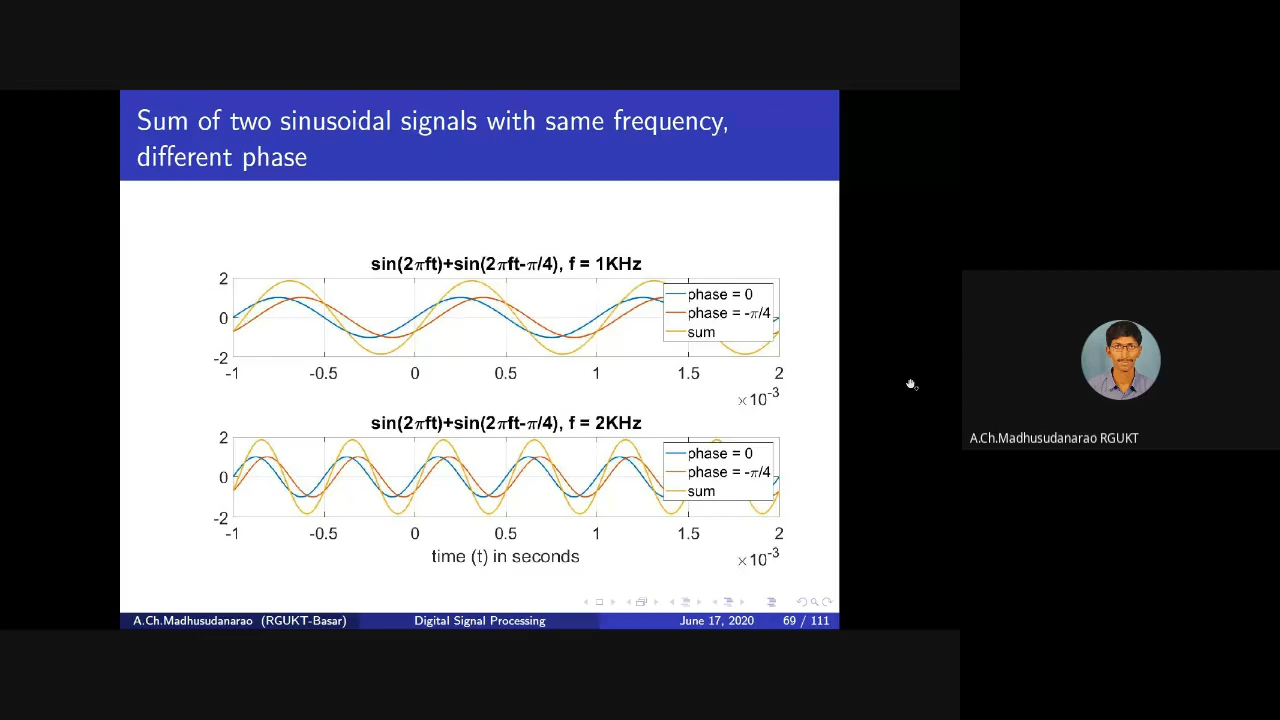 Sum of two sinusoidal signals with same frequency,
different phase
sin(2πft)+sin(2πft-π/4), f = 1KHz
2
0
-2
phase = 0
phase = -π/4
sum
-1 -0.5 0 0.5 1 1.5 2
×10-3
sin(2πft)+sin(2πft-π/4), f = 2KHz
2
0
-2
phase = 0
phase = -π/4
sum
-1 -0.5 0 0.5 1 1.5 2
time (t) in seconds
×10-3
A.Ch.Madhusudanarao (RGUKT-Basar) Digital Signal Processing June 17, 2020 69 / 111
A.Ch.Madhusudanarao RGUKT